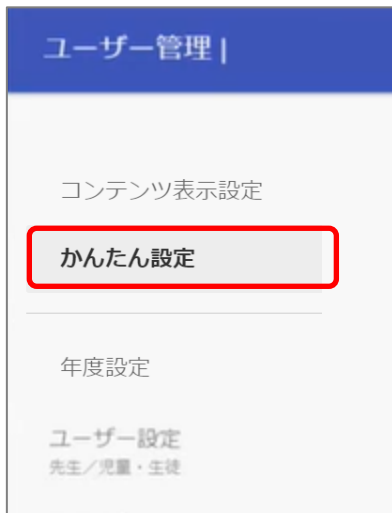 ユーザー管理 |
コンテンツ表示設定
かんたん設定
年度設定
ユーザー設定
先生／児童・生徒